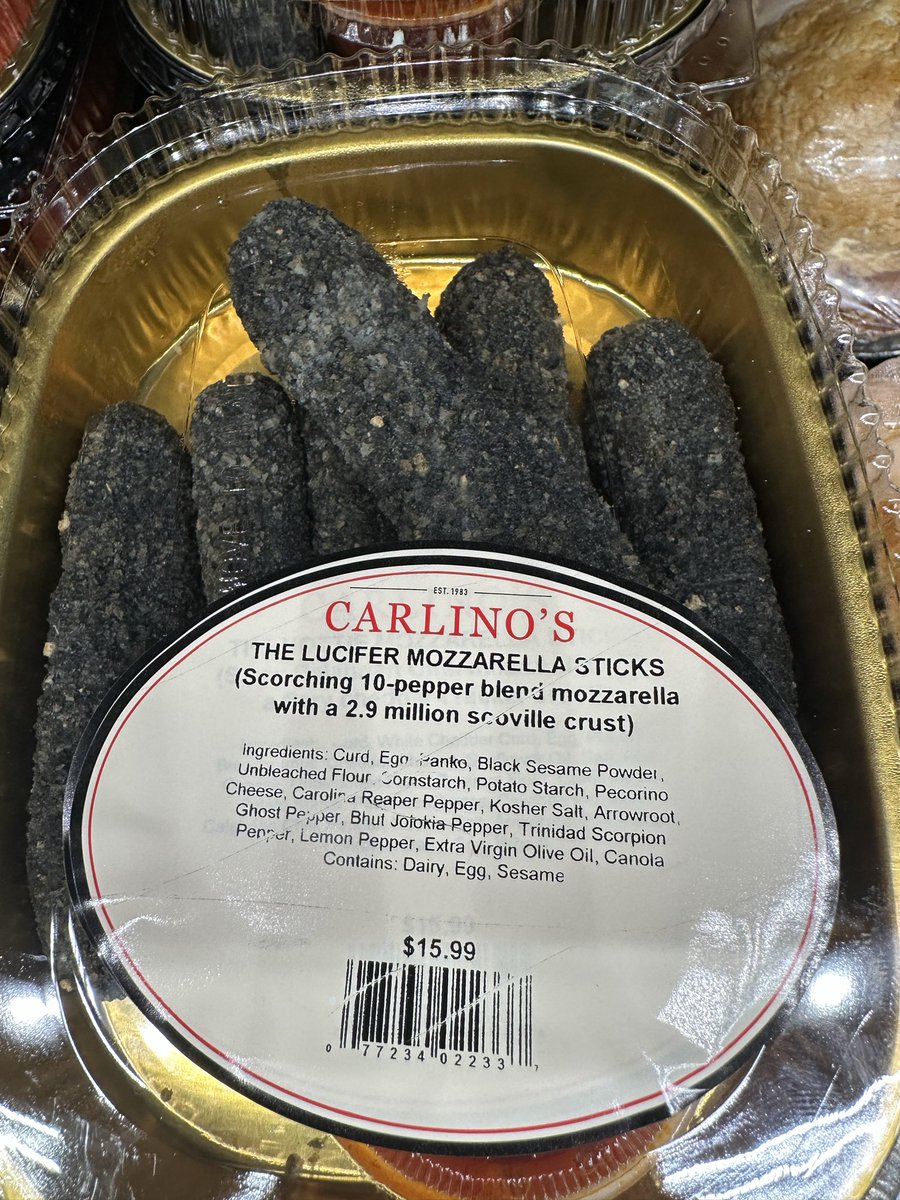 EST. 1983
CARLINO'S
THE LUCIFER MOZZARELLA STICKS
(Scorching 10-pepper blend mozzarella
with a 2.9 million scoville crust)
Ingredients: Curd, Egg, Panko, Black Sesame Powder,
Unbleached Flour, Cornstarch, Potato Starch, Pecorino
Cheese, Carolina Reaper Pepper, Kosher Salt, Arrowroot,
Ghost Pepper, Bhut Jolokia Pepper, Trinidad Scorpion
Pepper, Lemon Pepper, Extra Virgin Olive Oil, Canola
Contains: Dairy, Egg, Sesame
$15.99
0 77234 02233 7